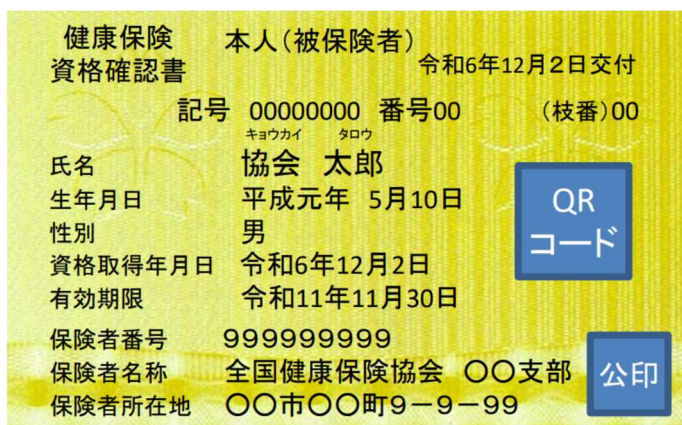 健康保険 本人(被保険者)
資格確認書 令和6年12月2日交付
記号 00000000 番号00 (枝番)00
キョウカイ タロウ
氏名 協会 太郎
生年月日 平成元年 5月10日
性別 男
資格取得年月日 令和6年12月2日
有効期限 令和11年11月30日
QR
コード
保険者番号 999999999
保険者名称 全国健康保険協会 〇〇支部
保険者所在地 〇〇市〇〇町9-9-99
公印